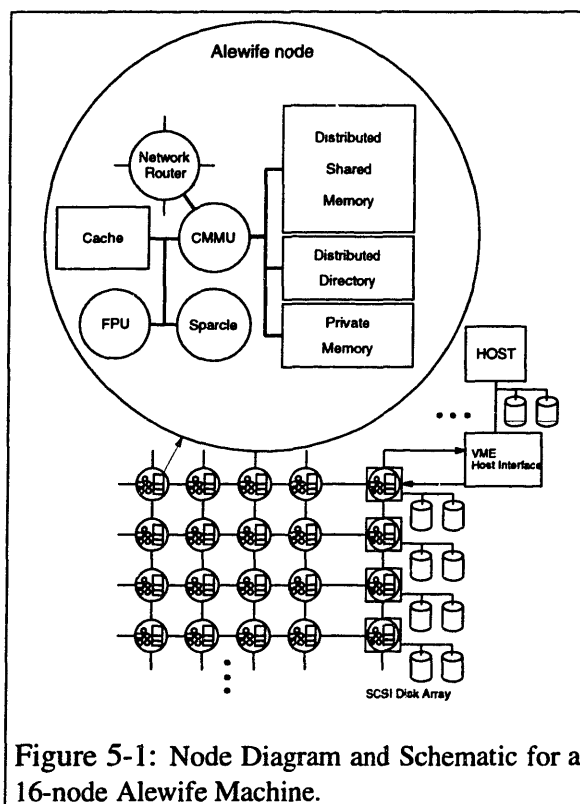 Alewife node
Network
Router
Cache
CMMU
FPU
Sparcle
Distributed
Shared
Memory
Distributed
Directory
Private
Memory
HOST
VME
Host Interface
SCSI Disk Array
Figure 5-1: Node Diagram and Schematic for a
16-node Alewife Machine.